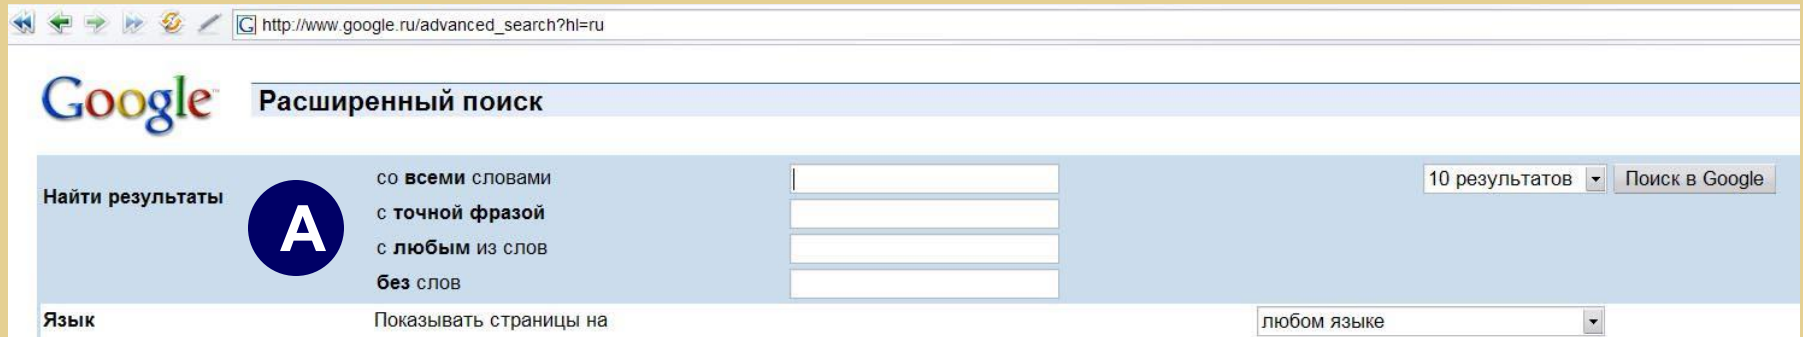 http://www.google.ru/advanced_search?hl=ru
Google™ Расширенный поиск
Найти результаты
A
со всеми словами
10 результатов Поиск в Google
с точной фразой
с любым из слов
без слов
Язык Показывать страницы на любом языке